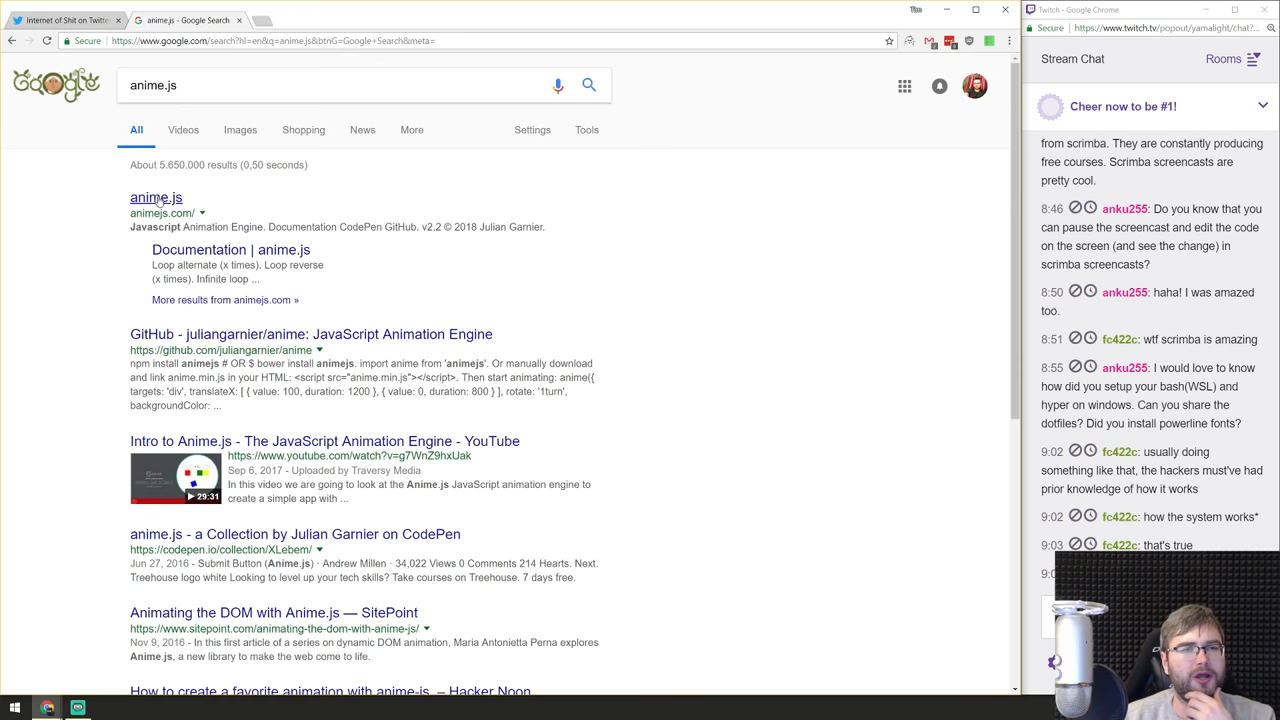 Internet of Shit on Twitte
anime.js - Google Search
Tim
Secure
https://www.google.com/search?hl=en&q=anime.js&btnG=Google+Search&meta=
anime.js
All
Videos
Images
Shopping
News
More
Settings
Tools
About 5.650.000 results (0,50 seconds)
anime.js
animejs.com/
Javascript Animation Engine. Documentation CodePen GitHub. v2.2 © 2018 Julian Garnier.
Documentation | anime.js
Loop alternate (x times). Loop reverse
(x times). Infinite loop ...
More results from animejs.com »
GitHub - juliangarnier/anime: JavaScript Animation Engine
https://github.com/juliangarnier/anime
npm install animejs # OR $ bower install animejs. import anime from 'animejs'. Or manually download
and link anime.min.js in your HTML: <script src="anime.min.js"></script>. Then start animating: anime({
targets: 'div', translateX: [ { value: 100, duration: 1200 }, { value: 0, duration: 800 } ], rotate: '1turn',
backgroundColor: ...
Intro to Anime.js - The JavaScript Animation Engine - YouTube
https://www.youtube.com/watch?v=g7WnZ9hxUak
Sep 6, 2017 - Uploaded by Traversy Media
In this video we are going to look at the Anime.js JavaScript animation engine to
create a simple app with ...
29:31
anime.js - a Collection by Julian Garnier on CodePen
https://codepen.io/collection/XLebem/
Jun 27, 2016 - Submit Button (Anime.js) · Andrew Millen · 34,022 Views 0 Comments 214 Hearts. Next.
Treehouse logo white Looking to level up your tech skills? Take courses on Treehouse. 7 days free.
Animating the DOM with Anime.js — SitePoint
https://www.sitepoint.com/animating-the-dom-with-anime-js/
Nov 9, 2016 - In this first article of a series on dynamic DOM animation, Maria Antonietta Perna explores
Anime.js, a new library to make the web come to life.
How to create a favorite animation with anime-js. – Hacker Noon
Twitch - Google Chrome
Secure
https://www.twitch.tv/popout/yamalight/chat?...
Stream Chat
Rooms
Cheer now to be #1!
from scrimba. They are constantly producing
free courses. Scrimba screencasts are
pretty cool.
8:46 anku255: Do you know that you
can pause the screencast and edit the code
on the screen (and see the change) in
scrimba screencasts?
8:50 anku255: haha! I was amazed
too.
8:51 fc422c: wtf scrimba is amazing
8:55 anku255: I would love to know
how did you setup your bash(WSL) and
hyper on windows. Can you share the
dotfiles? Did you install powerline fonts?
9:02 fc422c: usually doing
something like that, the hackers must've had
prior knowledge of how it works
9:02 fc422c: how the system works*
9:03 fc422c: that's true